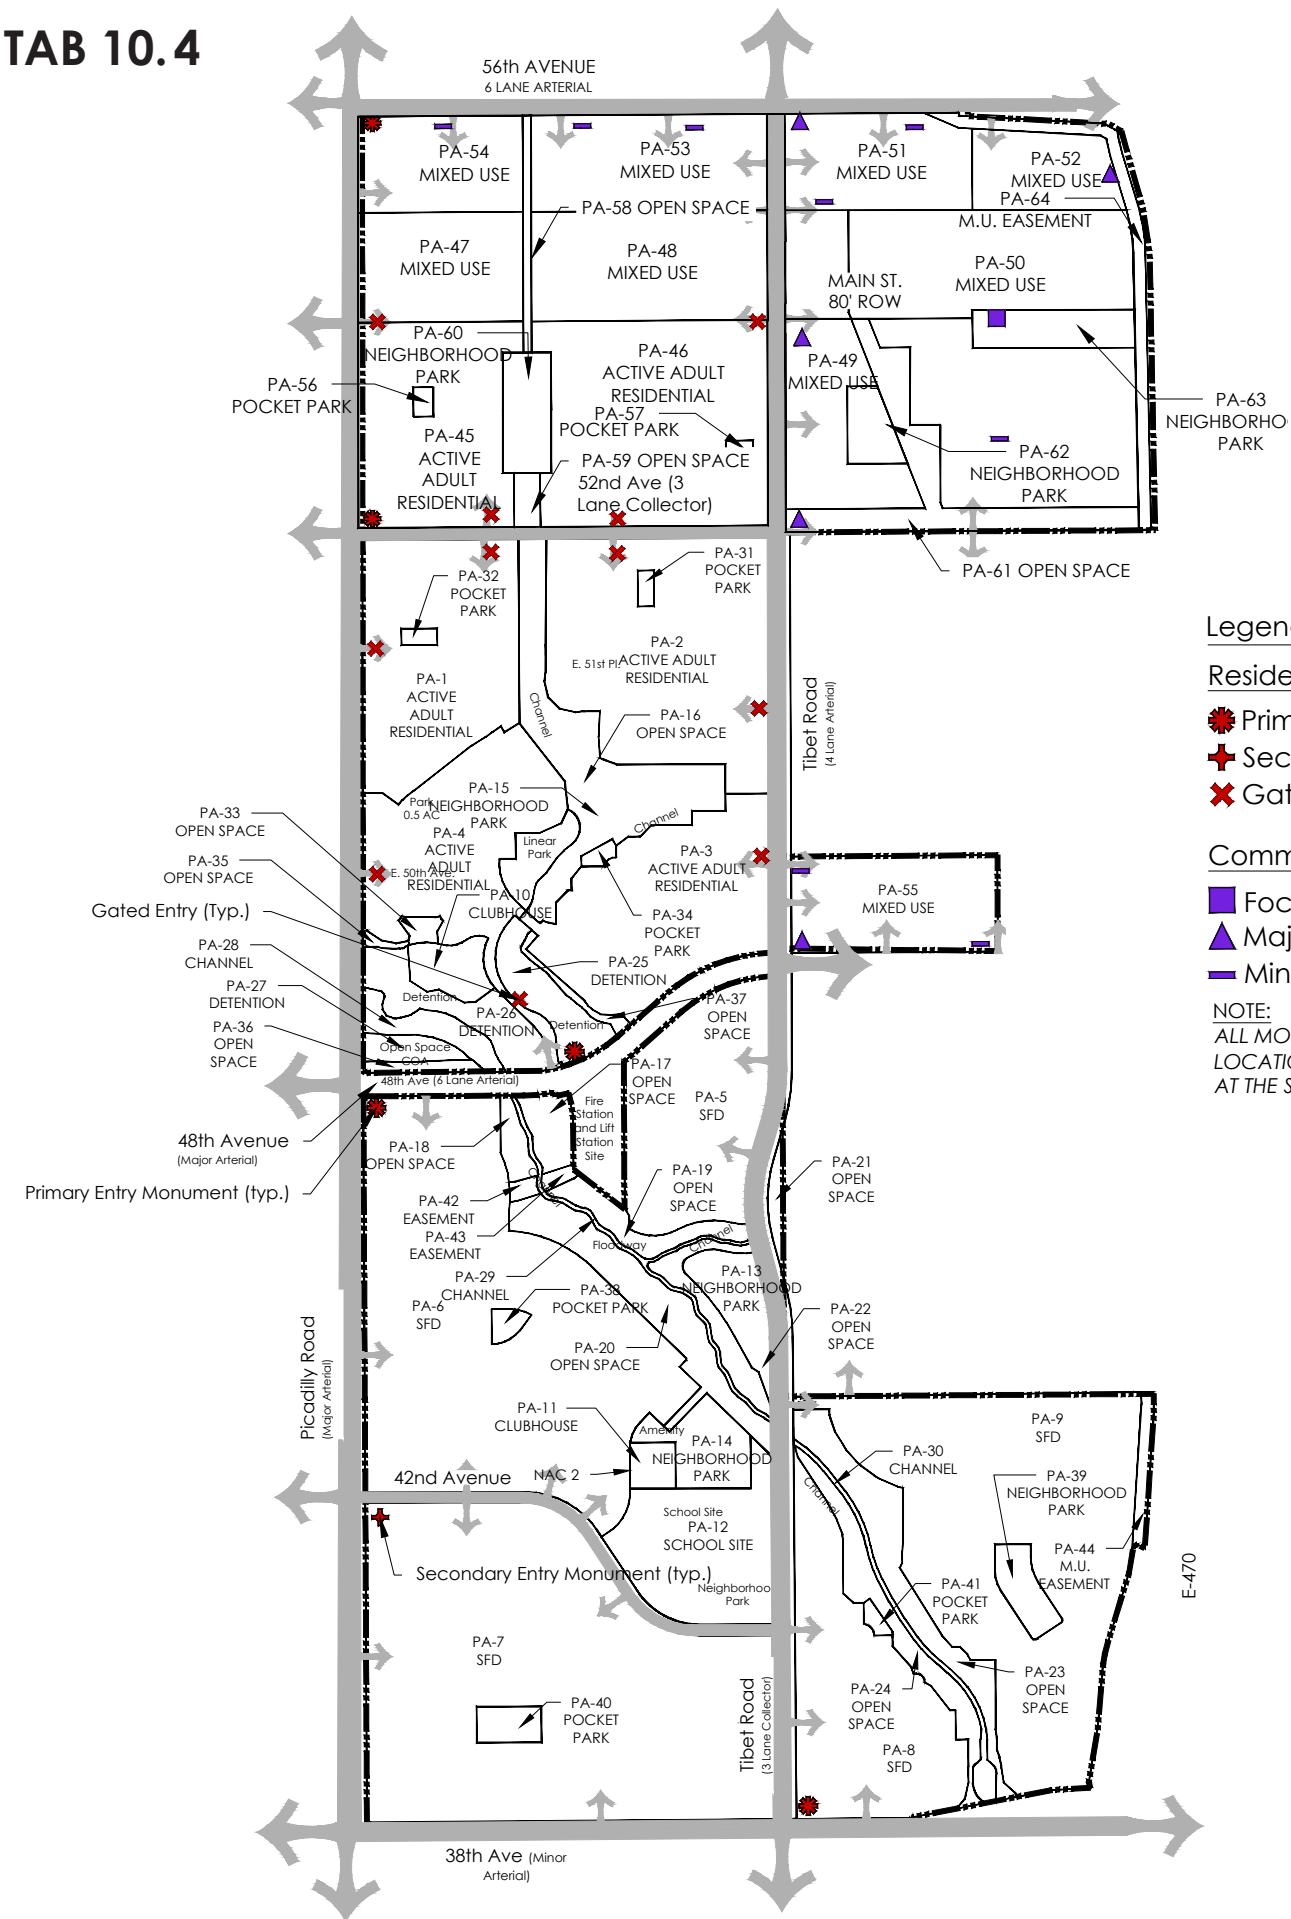 TAB 10.4
56th AVENUE
6 LANE ARTERIAL
PA-54
MIXED USE
PA-53
MIXED USE
PA-51
MIXED USE
PA-52
MIXED USE
PA-58 OPEN SPACE
PA-64
M.U. EASEMENT
PA-47
MIXED USE
PA-48
MIXED USE
PA-50
MIXED USE
MAIN ST.
80' ROW
PA-60
NEIGHBORHOOD
PARK
PA-46
ACTIVE ADULT
RESIDENTIAL
PA-49
MIXED USE
PA-56
POCKET PARK
PA-57
POCKET PARK
PA-63
NEIGHBORHO
PARK
PA-45
ACTIVE
ADULT
RESIDENTIAL
PA-59 OPEN SPACE
52nd Ave (3
Lane Collector)
PA-62
NEIGHBORHOOD
PARK
PA-61 OPEN SPACE
PA-32
POCKET
PARK
PA-31
POCKET
PARK
PA-1
ACTIVE
ADULT
RESIDENTIAL
E. 51st Pl.
PA-2
ACTIVE ADULT
RESIDENTIAL
Channel
PA-16
OPEN SPACE
Tibet Road
(4 Lane Arterial)
Legen
Reside
Prim
Sec
Gat
Comm
Foc
Maj
Min
NOTE:
ALL MO
LOCATIO
AT THE S
PA-15
NEIGHBORHOOD
PARK
Park
0.5 AC
PA-4
ACTIVE
ADULT
RESIDENTIAL
E. 50th Ave.
Linear
Park
Channel
PA-3
ACTIVE ADULT
RESIDENTIAL
PA-33
OPEN SPACE
PA-35
OPEN SPACE
Gated Entry (Typ.)
PA-10
CLUBHOUSE
PA-34
POCKET
PARK
PA-55
MIXED USE
PA-28
CHANNEL
PA-27
DETENTION
PA-36
OPEN
SPACE
PA-25
DETENTION
Detention
PA-26
DETENTION
Detention
PA-37
OPEN
SPACE
Open Space
COA
48th Ave (6 Lane Arterial)
PA-17
OPEN
SPACE
PA-5
SFD
Fire
Station
and Lift
Station
Site
48th Avenue
(Major Arterial)
Primary Entry Monument (typ.)
PA-18
OPEN SPACE
PA-42
EASEMENT
PA-43
EASEMENT
PA-19
OPEN
SPACE
PA-21
OPEN
SPACE
Floodway
Channel
PA-29
CHANNEL
PA-6
SFD
PA-38
POCKET PARK
PA-13
NEIGHBORHOOD
PARK
PA-20
OPEN SPACE
PA-22
OPEN
SPACE
Picadilly Road
(Major Arterial)
PA-11
CLUBHOUSE
Amenity
PA-14
NEIGHBORHOOD
PARK
NAC 2
42nd Avenue
School Site
PA-12
SCHOOL SITE
PA-9
SFD
PA-30
CHANNEL
Channel
PA-39
NEIGHBORHOOD
PARK
PA-44
M.U.
EASEMENT
E-470
Secondary Entry Monument (typ.)
Neighborhoo
Park
PA-41
POCKET
PARK
PA-7
SFD
PA-40
POCKET
PARK
PA-24
OPEN
SPACE
PA-23
OPEN
SPACE
PA-8
SFD
Tibet Road
(3 Lane Collector)
38th Ave (Minor
Arterial)